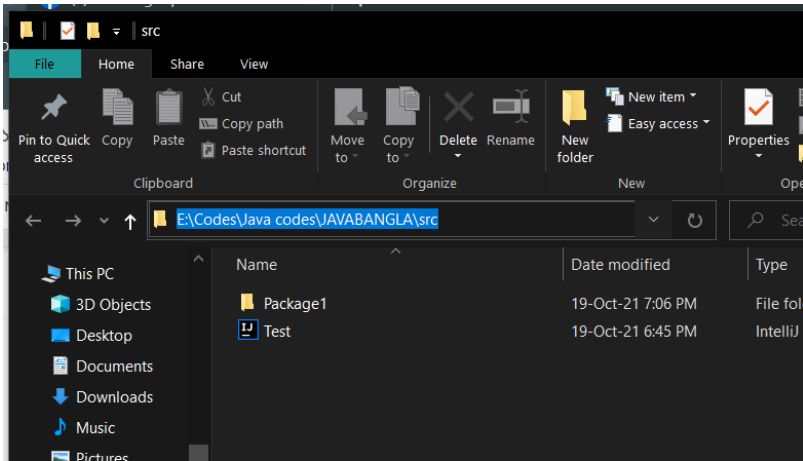 src
File Home Share View
Pin to Quick access
Copy
Paste
Cut
Copy path
Paste shortcut
Move to
Copy to
Delete
Rename
New folder
New item
Easy access
Properties
Clipboard Organize New
E:\Codes\Java codes\JAVABANGLA\src
Name Date modified Type
This PC
3D Objects
Desktop
Documents
Downloads
Music
Pictures
Package1 19-Oct-21 7:06 PM File
Test 19-Oct-21 6:45 PM IntelliJ